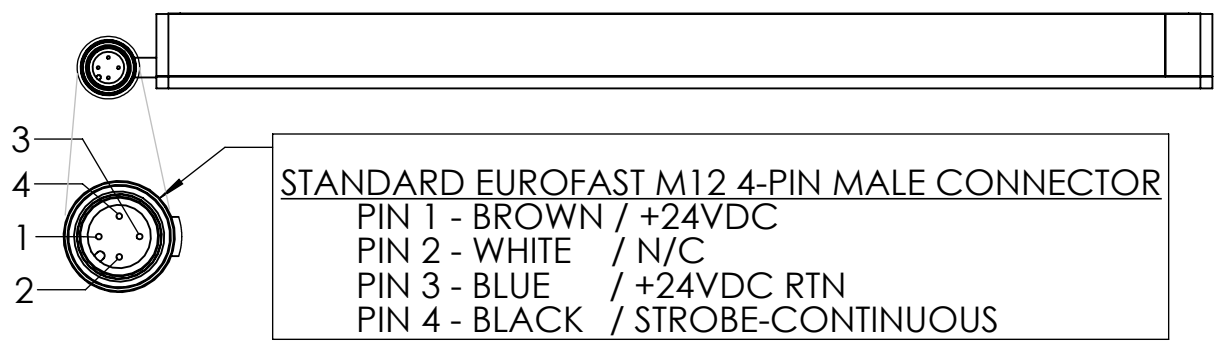 3
4
1
2
STANDARD EUROFAST M12 4-PIN MALE CONNECTOR
PIN 1 - BROWN / +24VDC
PIN 2 - WHITE / N/C
PIN 3 - BLUE / +24VDC RTN
PIN 4 - BLACK / STROBE-CONTINUOUS